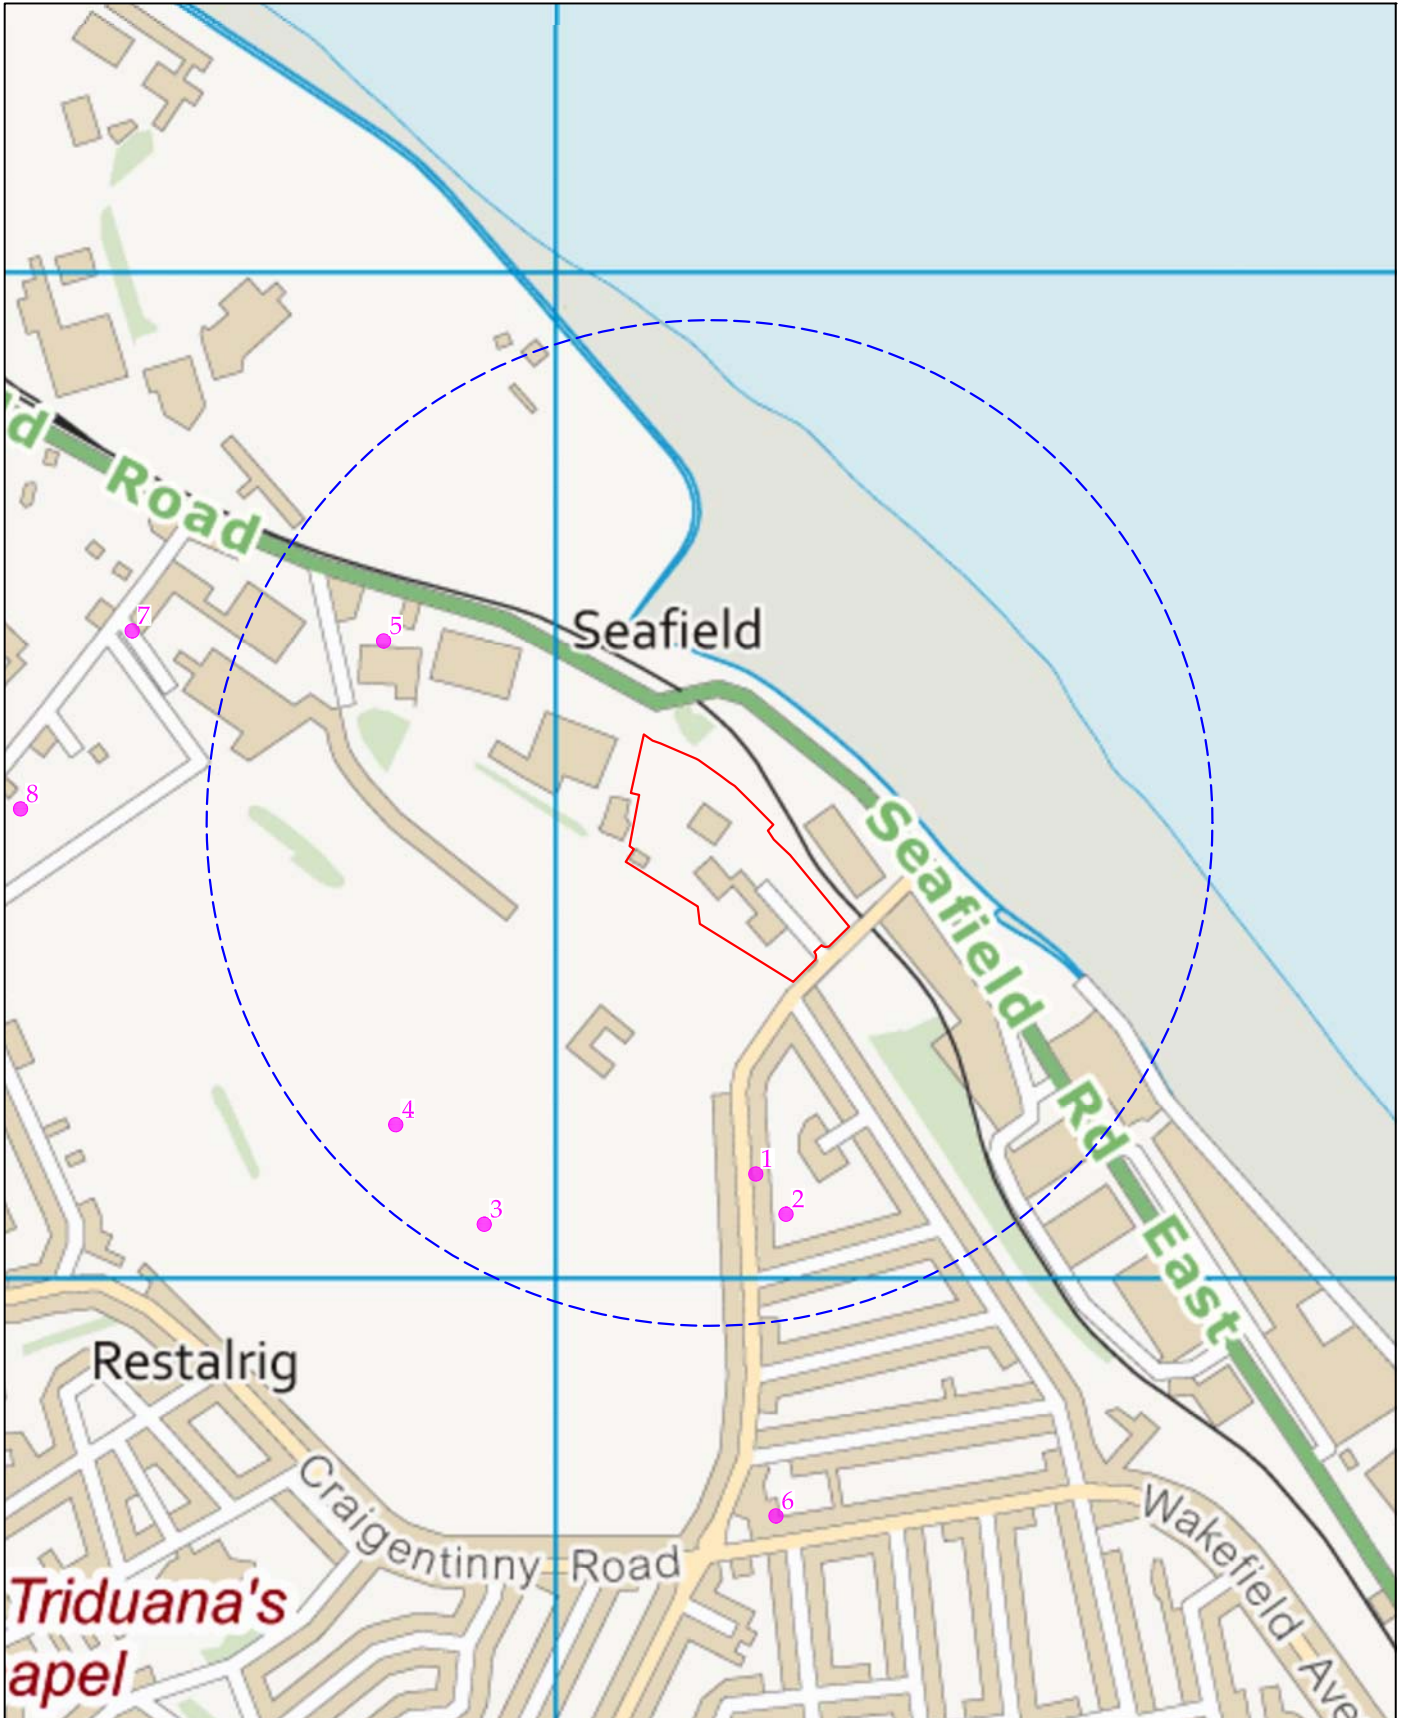 d Road
Seafield
7
5
8
Seafield Rd East
4
1
3
2
Restalrig
Craigentinny Road
6
Wakefield Ave
Triduana's
apel